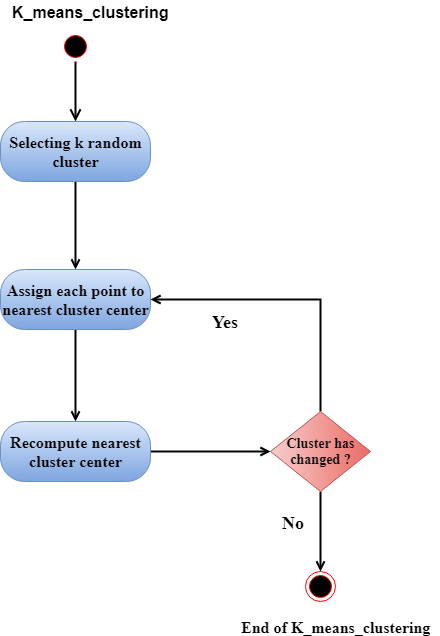 K_means_clustering
Selecting k random
cluster
Assign each point to
nearest cluster center
Yes
Recompute nearest
cluster center
Cluster has
changed ?
No
End of K_means_clustering